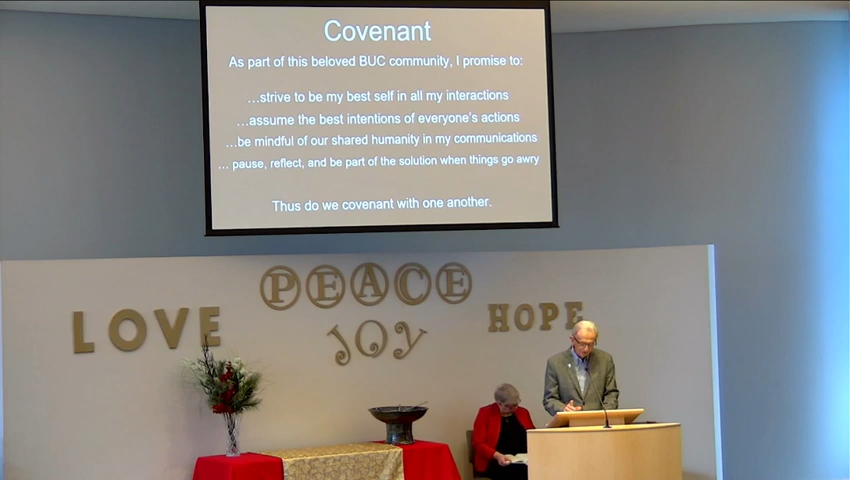 Covenant
As part of this beloved BUC community, I promise to:
...strive to be my best self in all my interactions
...assume the best intentions of everyone's actions
...be mindful of our shared humanity in my communications
... pause, reflect, and be part of the solution when things go awry
Thus do we covenant with one another.
PEACE
LOVE
JOY
HOPE